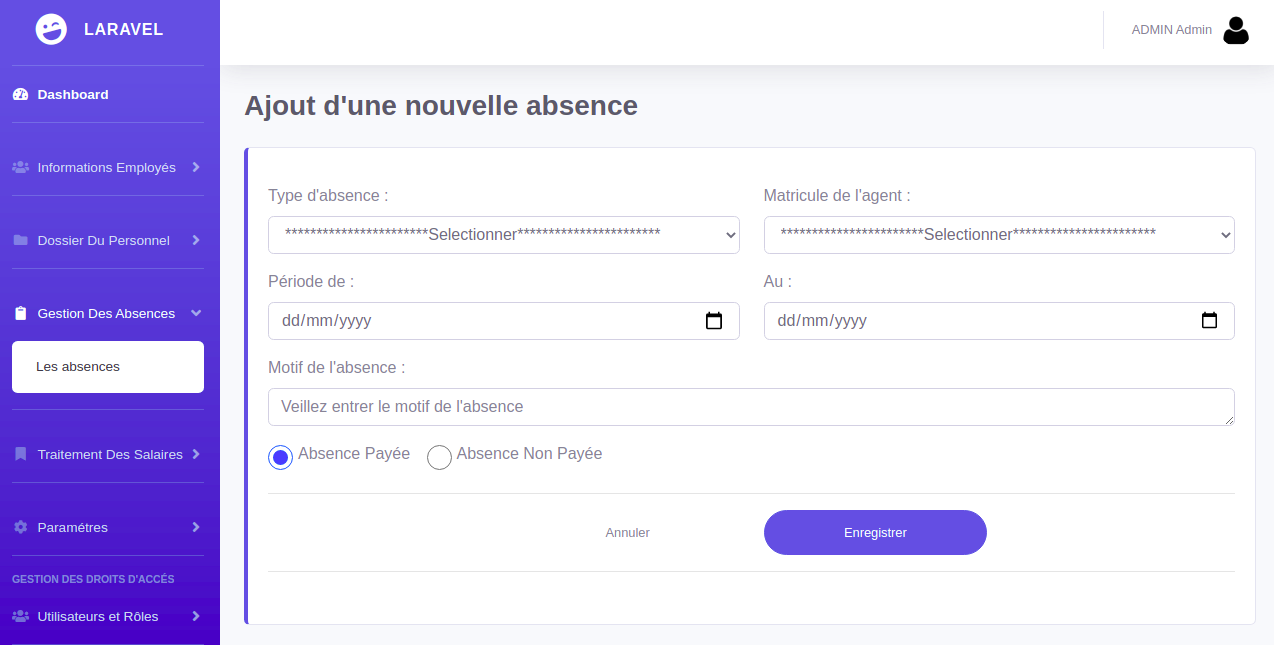 LARAVEL
ADMIN Admin
Dashboard
Informations Employés
Dossier Du Personnel
Gestion Des Absences
Les absences
Traitement Des Salaires
Paramétres
GESTION DES DROITS D'ACCÉS
Utilisateurs et Rôles
Ajout d'une nouvelle absence
Type d'absence : Matricule de l'agent :
***********************Selectionner*********************** ***********************Selectionner***********************
Période de : Au :
dd/mm/yyyy dd/mm/yyyy
Motif de l'absence :
Veillez entrer le motif de l'absence
Absence Payée Absence Non Payée
Annuler Enregistrer